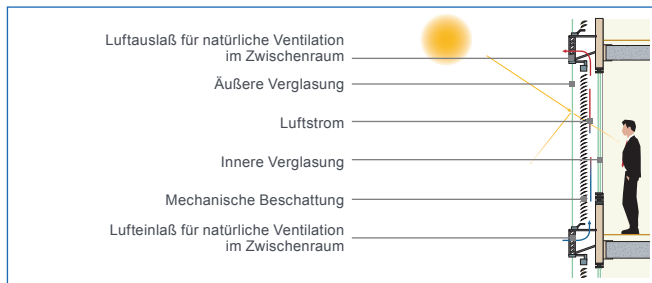 Luftauslaß für natürliche Ventilation
im Zwischenraum
Äußere Verglasung
Luftstrom
Innere Verglasung
Mechanische Beschattung
Lufteinlaß für natürliche Ventilation
im Zwischenraum